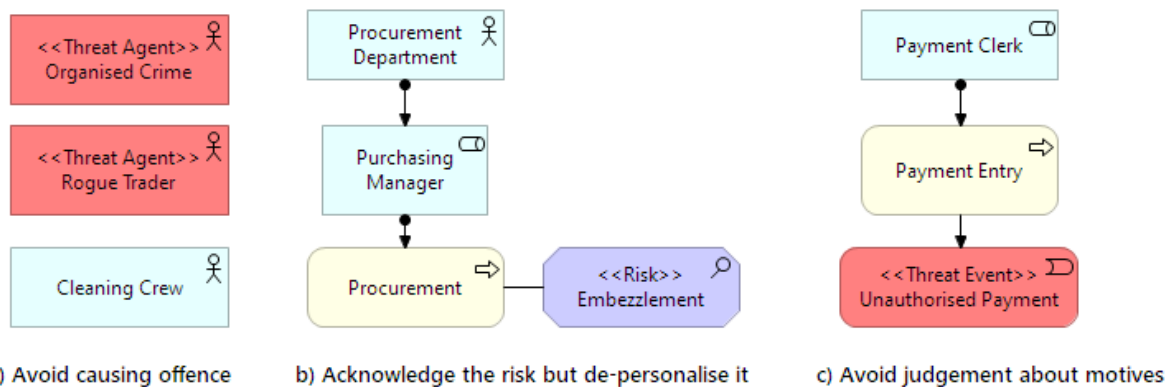 <<Threat Agent>>
Organised Crime
<<Threat Agent>>
Rogue Trader
Cleaning Crew
) Avoid causing offence
Procurement
Department
Purchasing
Manager
Procurement
<<Risk>>
Embezzlement
b) Acknowledge the risk but de-personalise it
Payment Clerk
Payment Entry
<<Threat Event>>
Unauthorised Payment
c) Avoid judgement about motives